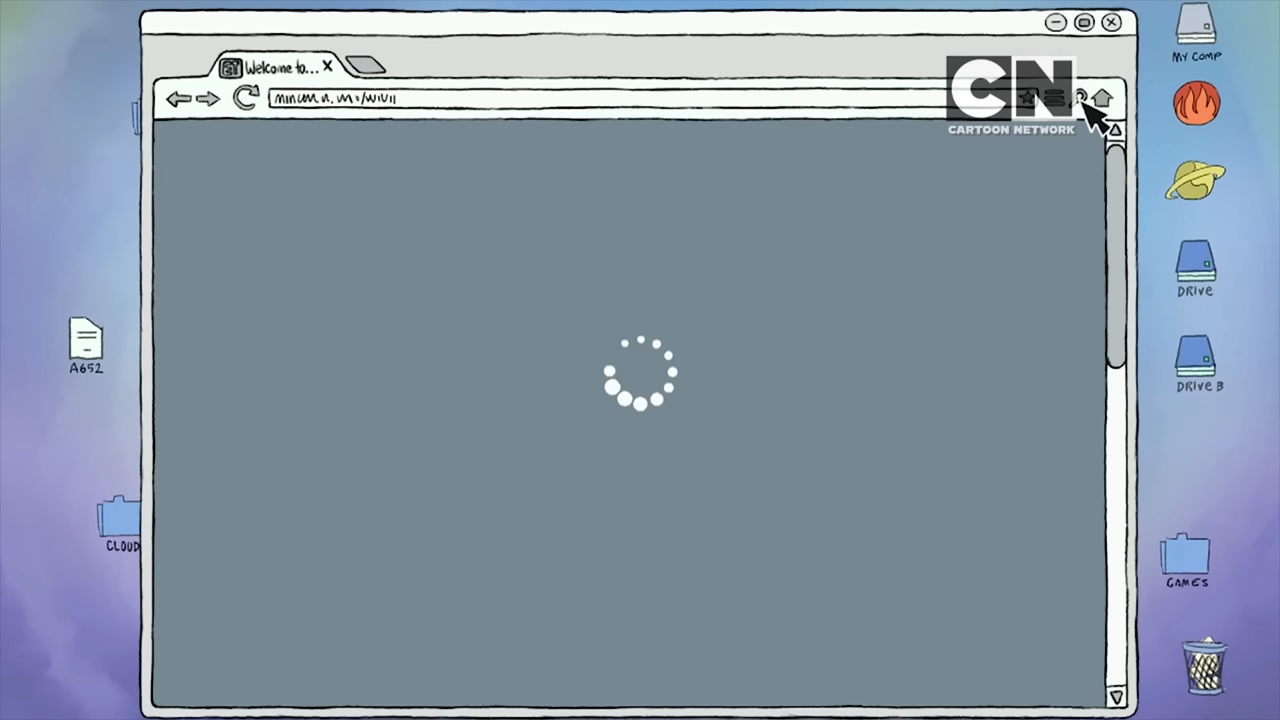 MY COMP
Welcome to...
CN
CARTOON NETWORK
DRIVE
A652
DRIVE B
CLOUD
GAMES